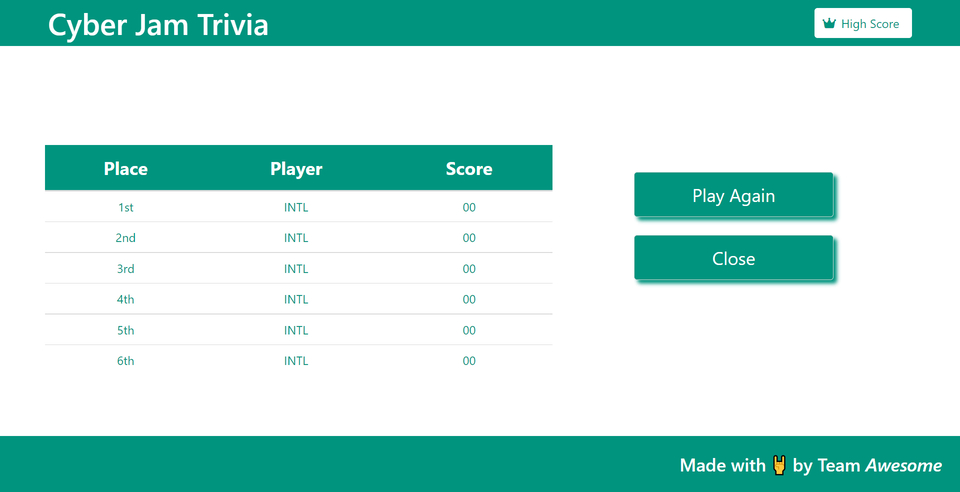 Cyber Jam Trivia
High Score
Place Player Score
1st INTL 00
2nd INTL 00
3rd INTL 00
4th INTL 00
5th INTL 00
6th INTL 00
Play Again
Close
Made with 🤘 by Team Awesome